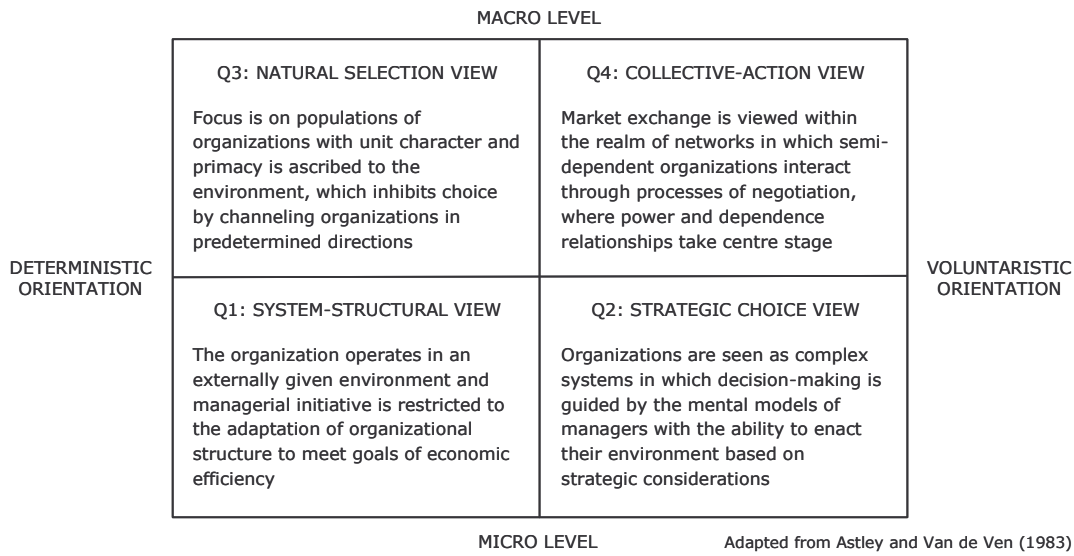 MACRO LEVEL
Q3: NATURAL SELECTION VIEW
Focus is on populations of
organizations with unit character and
primacy is ascribed to the
environment, which inhibits choice
by channeling organizations in
predetermined directions
Q4: COLLECTIVE-ACTION VIEW
Market exchange is viewed within
the realm of networks in which semi-
dependent organizations interact
through processes of negotiation,
where power and dependence
relationships take centre stage
DETERMINISTIC
ORIENTATION
VOLUNTARISTIC
ORIENTATION
Q1: SYSTEM-STRUCTURAL VIEW
The organization operates in an
externally given environment and
managerial initiative is restricted to
the adaptation of organizational
structure to meet goals of economic
efficiency
Q2: STRATEGIC CHOICE VIEW
Organizations are seen as complex
systems in which decision-making is
guided by the mental models of
managers with the ability to enact
their environment based on
strategic considerations
MICRO LEVEL
Adapted from Astley and Van de Ven (1983)